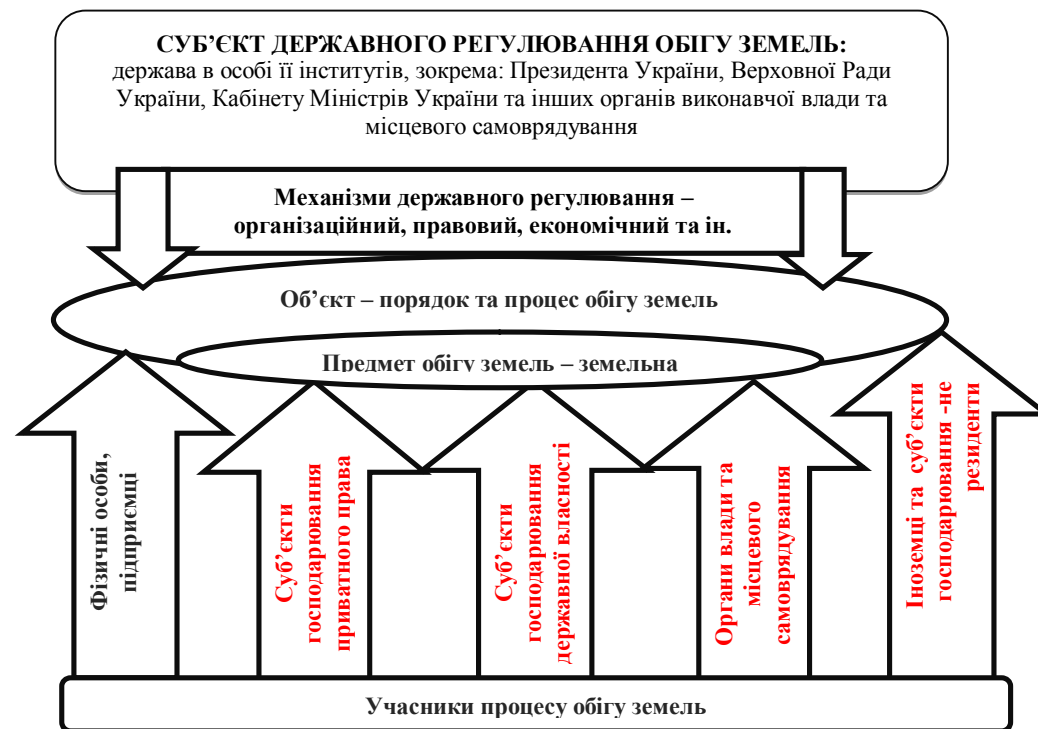 СУБ’ЄКТ ДЕРЖАВНОГО РЕГУЛЮВАННЯ ОБІГУ ЗЕМЕЛЬ:
держава в особі її інститутів, зокрема: Президента України, Верховної Ради
України, Кабінету Міністрів України та інших органів виконавчої влади та
місцевого самоврядування
Механізми державного регулювання –
організаційний, правовий, економічний та ін.
Об’єкт – порядок та процес обігу земель
Предмет обігу земель – земельна
Фізичні особи,
підприємці
Суб’єкти
господарювання
приватного права
Суб’єкти
господарювання
державної власності
Органи влади та
місцевого
самоврядування
Іноземці та суб’єкти
господарювання -не
резиденти
Учасники процесу обігу земель